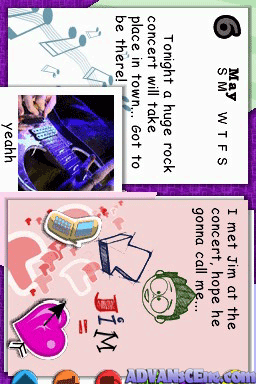 6
May
S M T W T F S
Tonight a huge rock
concert will take
place in town... Got to
be there!
yeahh
I met Jim at the
concert, hope he
gonna call me...
JiM
=
ADVANSCENE.com